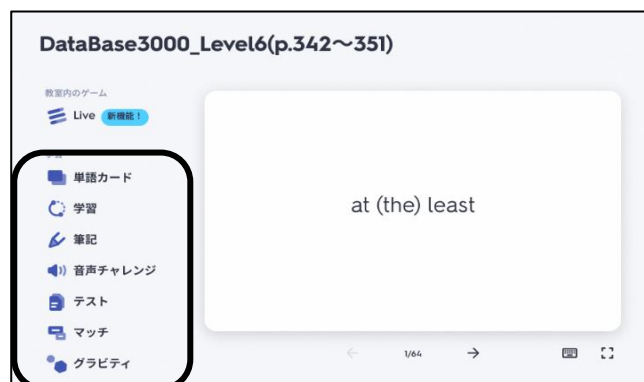 DataBase3000_Level6(p.342〜351)
教室内のゲーム
Live 新機能！
単語カード
学習
筆記
音声チャレンジ
テスト
マッチ
グラビティ
at (the) least
1/64